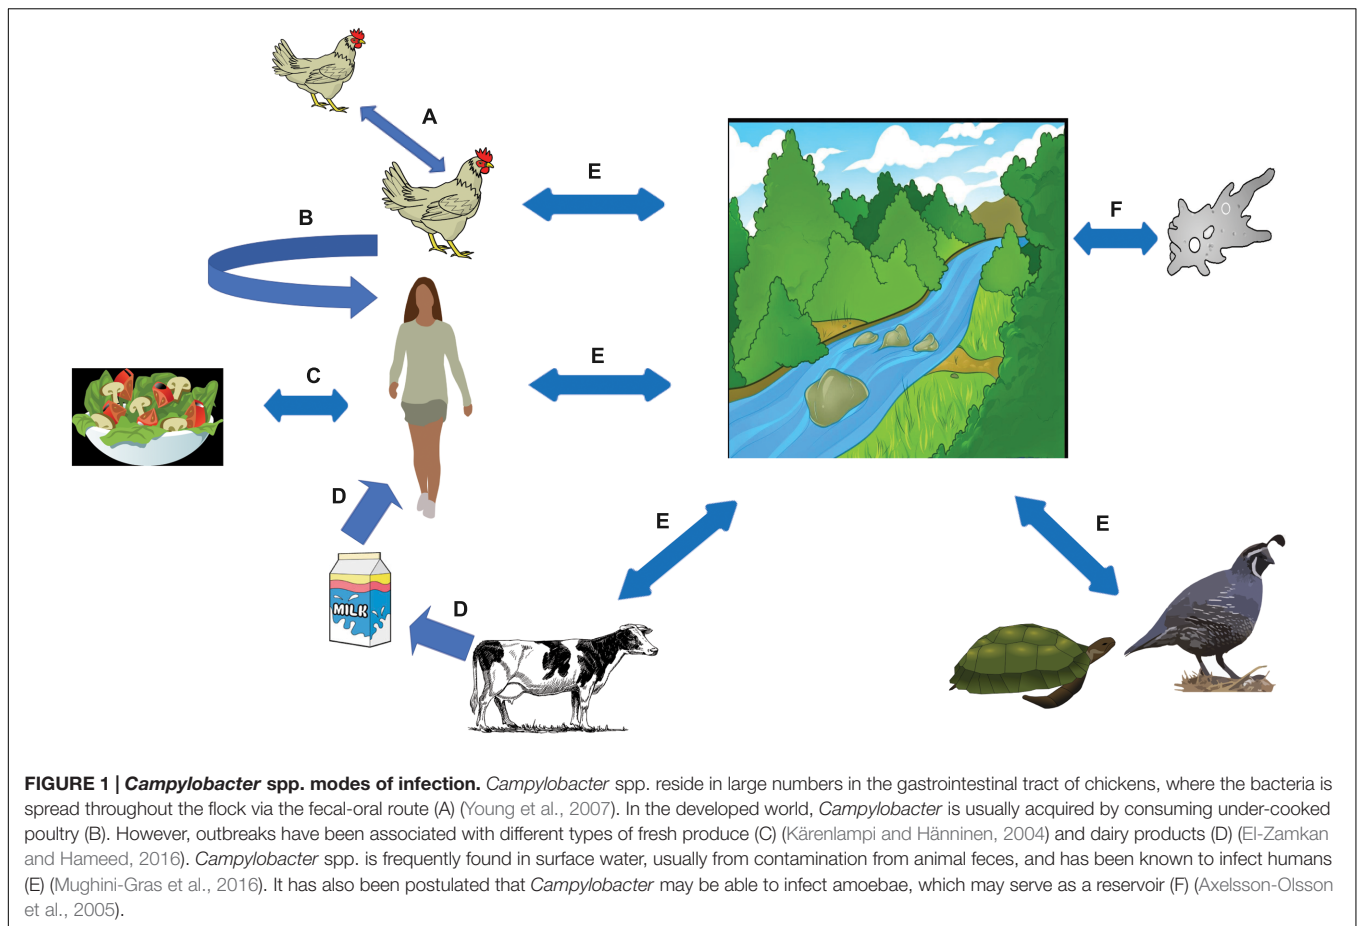 A
E
B
F
E
C
D
E
E
D
MILK
FIGURE 1 | Campylobacter spp. modes of infection. Campylobacter spp. reside in large numbers in the gastrointestinal tract of chickens, where the bacteria is
spread throughout the flock via the fecal-oral route (A) (Young et al., 2007). In the developed world, Campylobacter is usually acquired by consuming under-cooked
poultry (B). However, outbreaks have been associated with different types of fresh produce (C) (Kärenlampi and Hänninen, 2004) and dairy products (D) (El-Zamkan
and Hameed, 2016). Campylobacter spp. is frequently found in surface water, usually from contamination from animal feces, and has been known to infect humans
(E) (Mughini-Gras et al., 2016). It has also been postulated that Campylobacter may be able to infect amoebae, which may serve as a reservoir (F) (Axelsson-Olsson
et al., 2005).